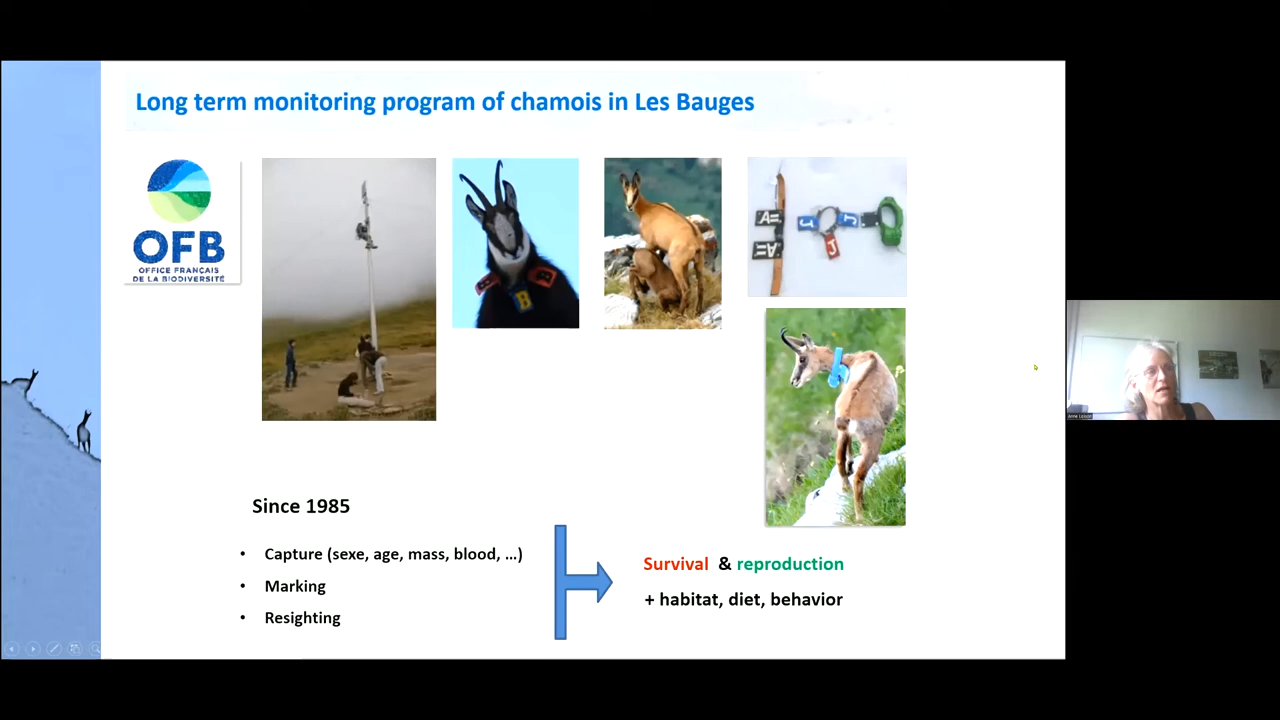 Long term monitoring program of chamois in Les Bauges
OFB
OFFICE FRANÇAIS
DE LA BIODIVERSITÉ
B
A=
A=
J
J
J
Since 1985
• Capture (sexe, age, mass, blood, ...)
• Marking
• Resighting
Survival & reproduction
+ habitat, diet, behavior